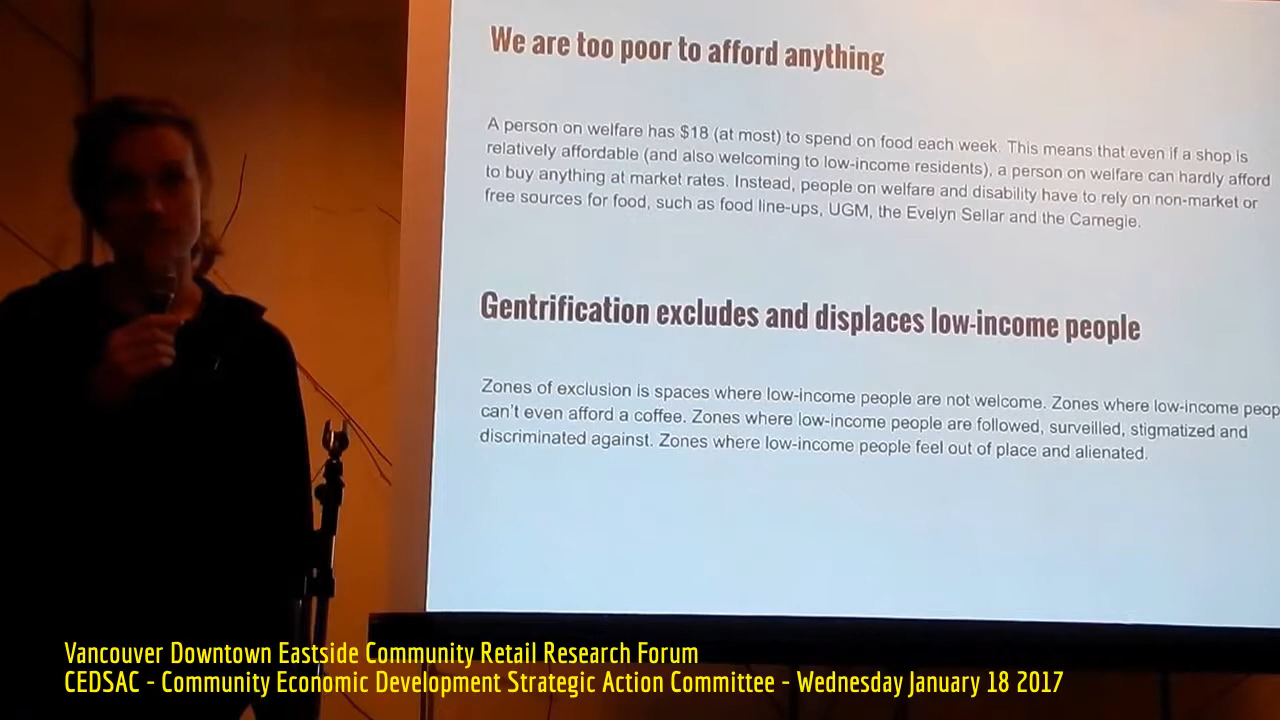 We are too poor to afford anything
A person on welfare has $18 (at most) to spend on food each week. This means that even if a shop is
relatively affordable (and also welcoming to low-income residents), a person on welfare can hardly afford
to buy anything at market rates. Instead, people on welfare and disability have to rely on non-market or
free sources for food, such as food line-ups, UGM, the Evelyn Sellar and the Carnegie.
Gentrification excludes and displaces low-income people
Zones of exclusion is spaces where low-income people are not welcome. Zones where low-income peop
can't even afford a coffee. Zones where low-income people are followed, surveilled, stigmatized and
discriminated against. Zones where low-income people feel out of place and alienated.
Vancouver Downtown Eastside Community Retail Research Forum
CEDSAC - Community Economic Development Strategic Action Committee - Wednesday January 18 2017